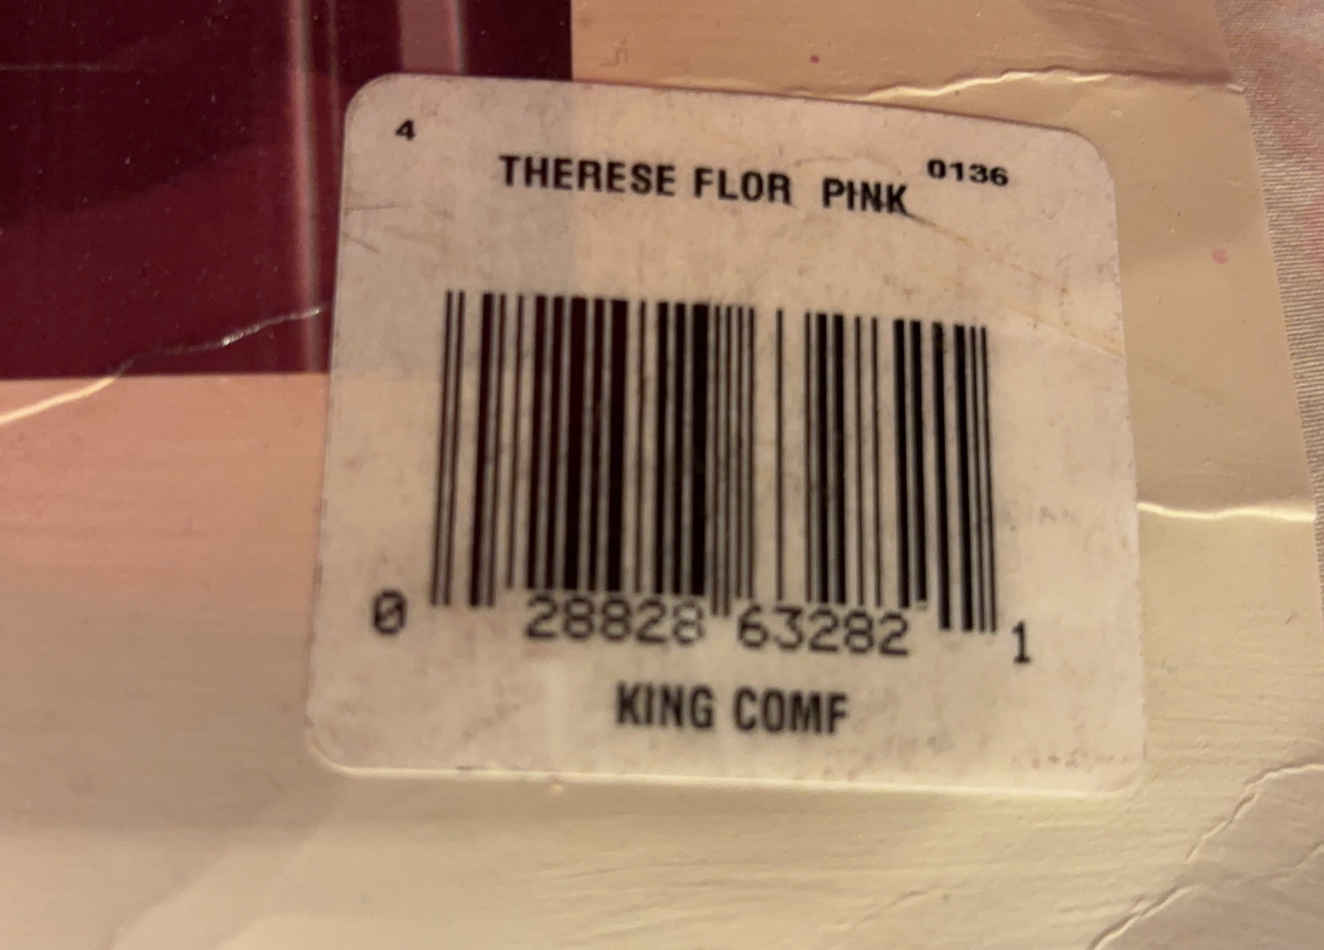 4
THERESE FLOR PINK 0136
0 28828 63282 1
KING COMF